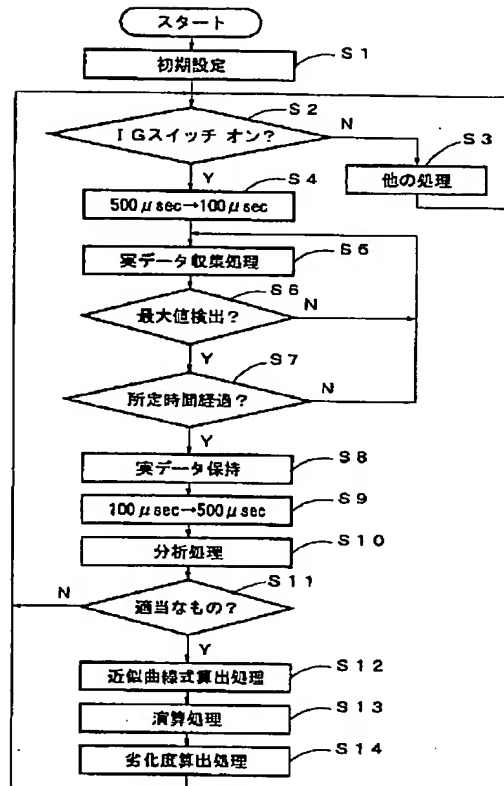 スタート
S1
初期設定
S2
IGスイッチ オン?
N
S3
他の処理
Y
S4
500μsec→100μsec
S5
実データ収集処理
S6
最大値検出?
N
Y
S7
所定時間経過?
N
Y
S8
実データ保持
S9
100μsec→500μsec
S10
分析処理
S11
N
適当なもの?
Y
S12
近似曲線式算出処理
S13
演算処理
S14
劣化度算出処理